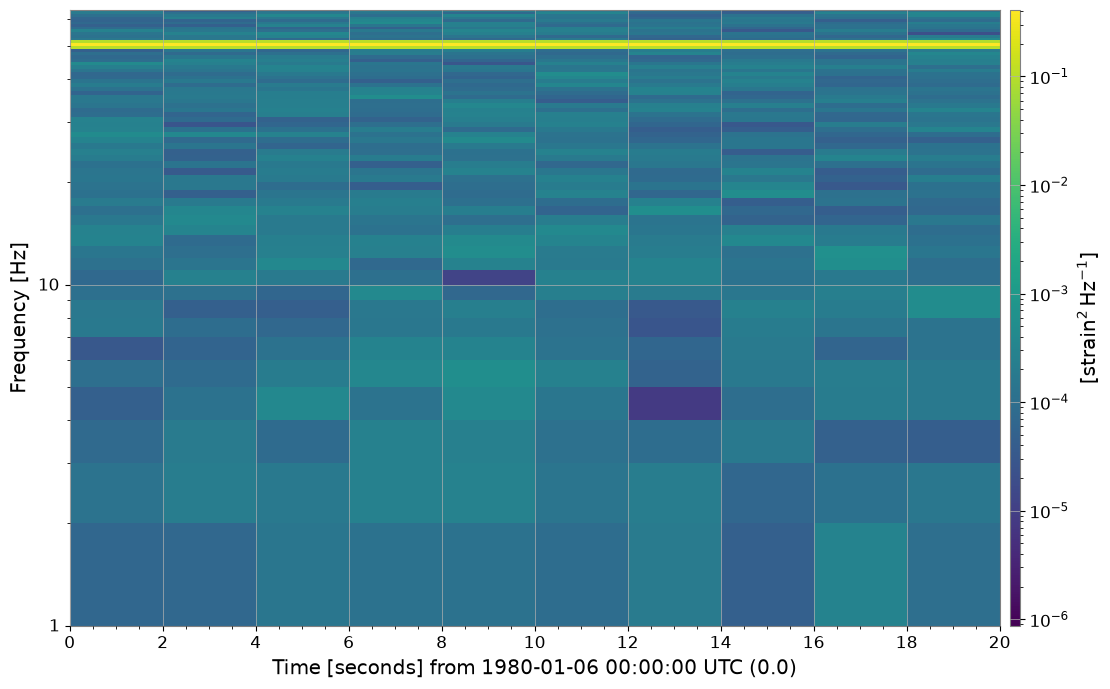 Frequency [Hz]
10
1
0 2 4 6 8 10 12 14 16 18 20
Time [seconds] from 1980-01-06 00:00:00 UTC (0.0)
10⁻¹
10⁻²
10⁻³
10⁻⁴
10⁻⁵
10⁻⁶
[strain² Hz⁻¹]